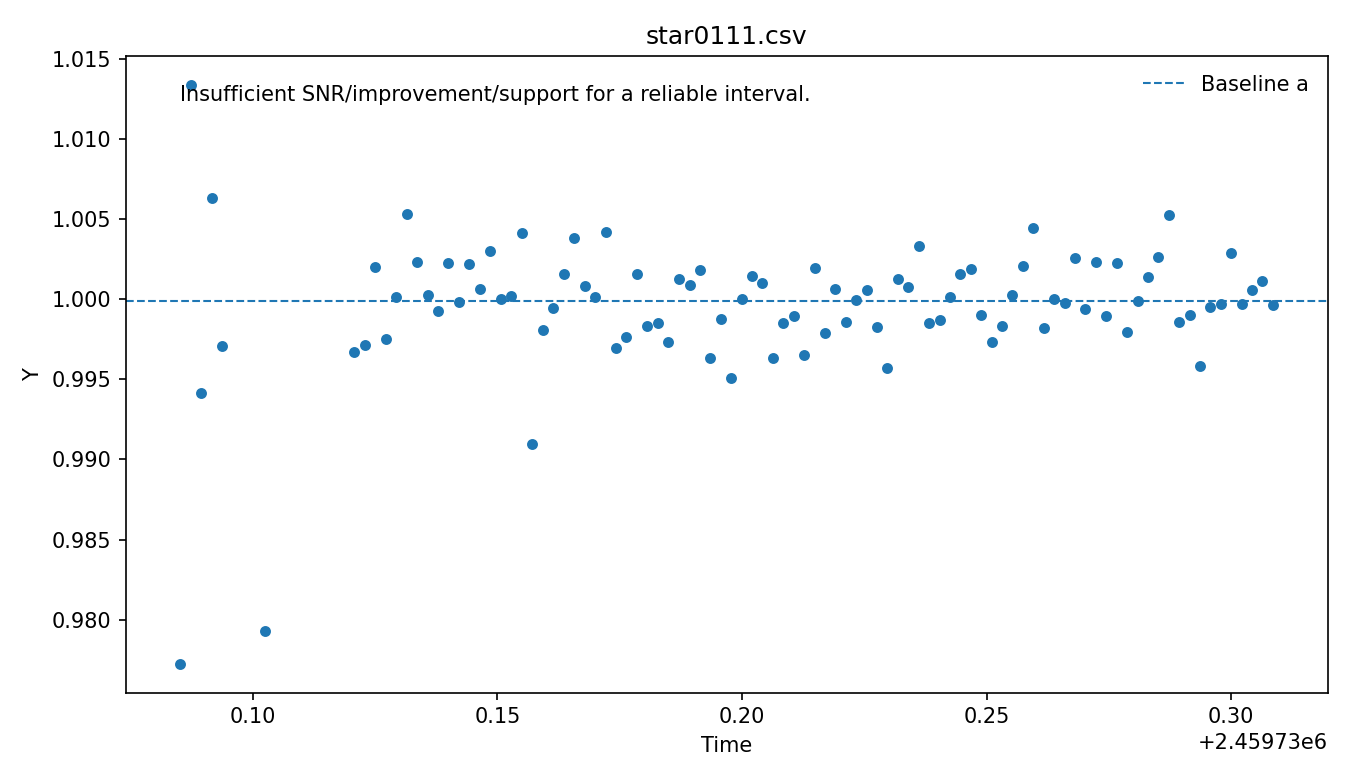 star0111.csv
1.015
Insufficient SNR/improvement/support for a reliable interval.
Baseline a
1.010
1.005
1.000
Y
0.995
0.990
0.985
0.980
0.10
0.15
0.20
0.25
0.30
Time
+2.45973e6